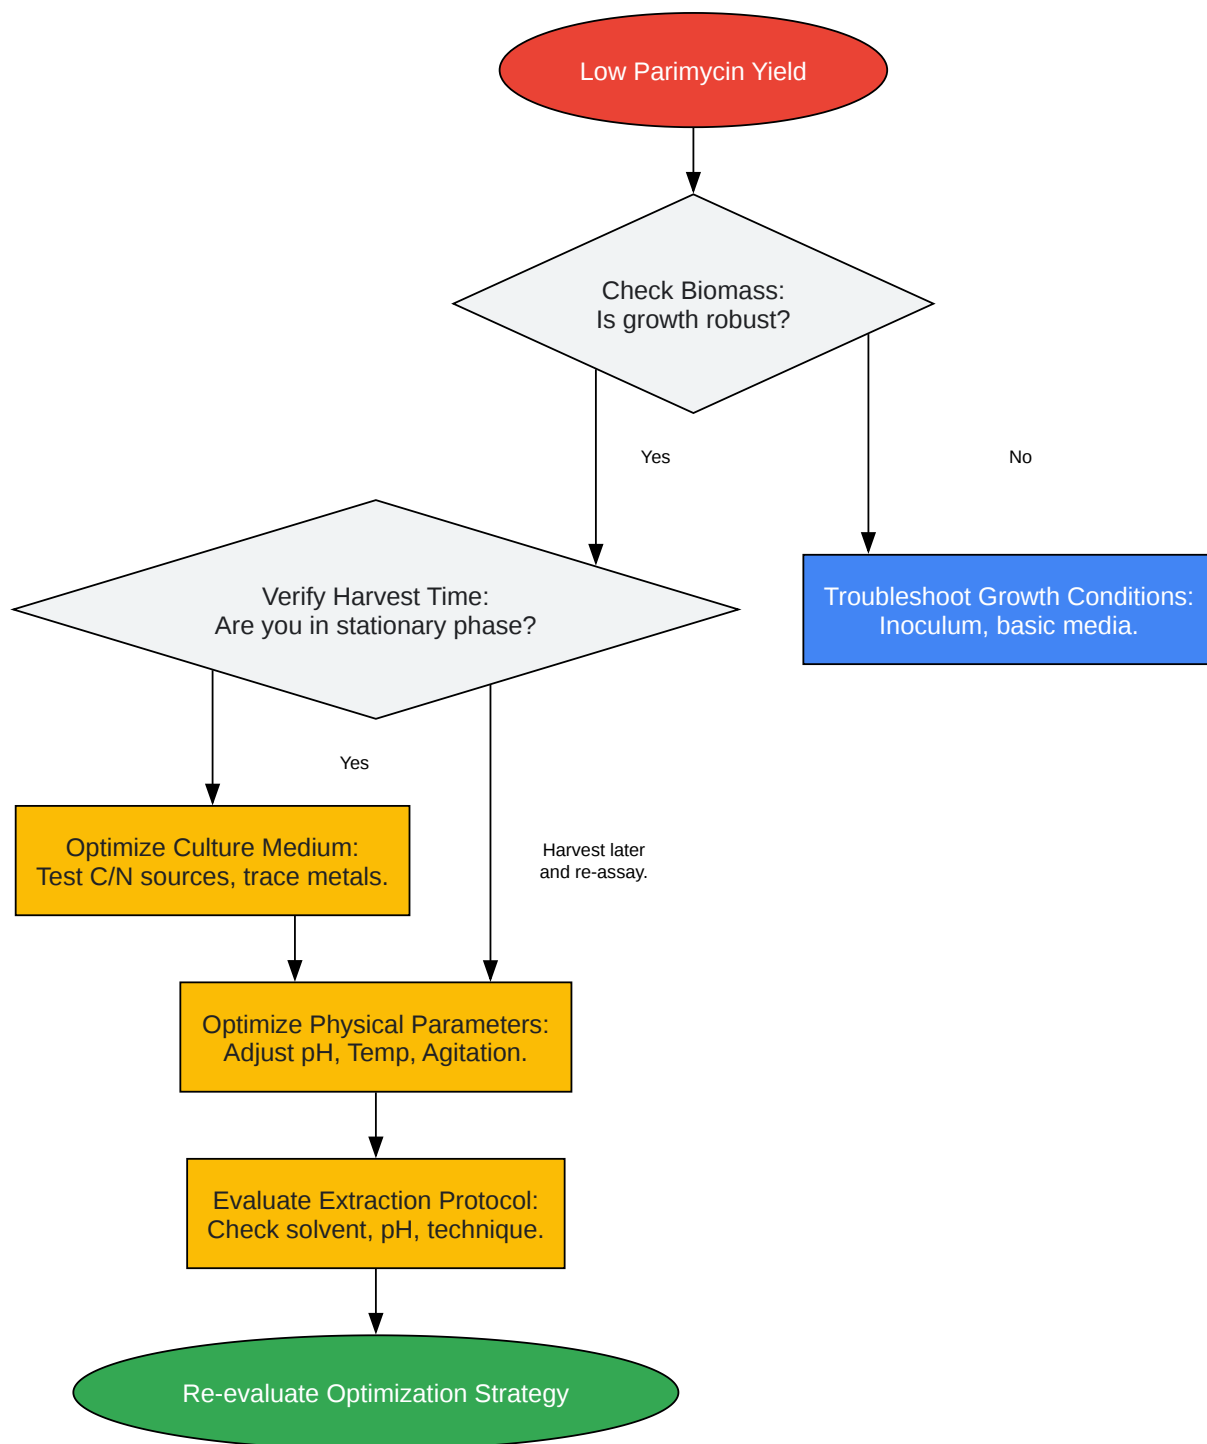 Low Parimycin Yield
Check Biomass:
Is growth robust?
Yes
No
Verify Harvest Time:
Are you in stationary phase?
Troubleshoot Growth Conditions:
Inoculum, basic media.
Yes
Harvest later
and re-assay.
Optimize Culture Medium:
Test C/N sources, trace metals.
Optimize Physical Parameters:
Adjust pH, Temp, Agitation.
Evaluate Extraction Protocol:
Check solvent, pH, technique.
Re-evaluate Optimization Strategy